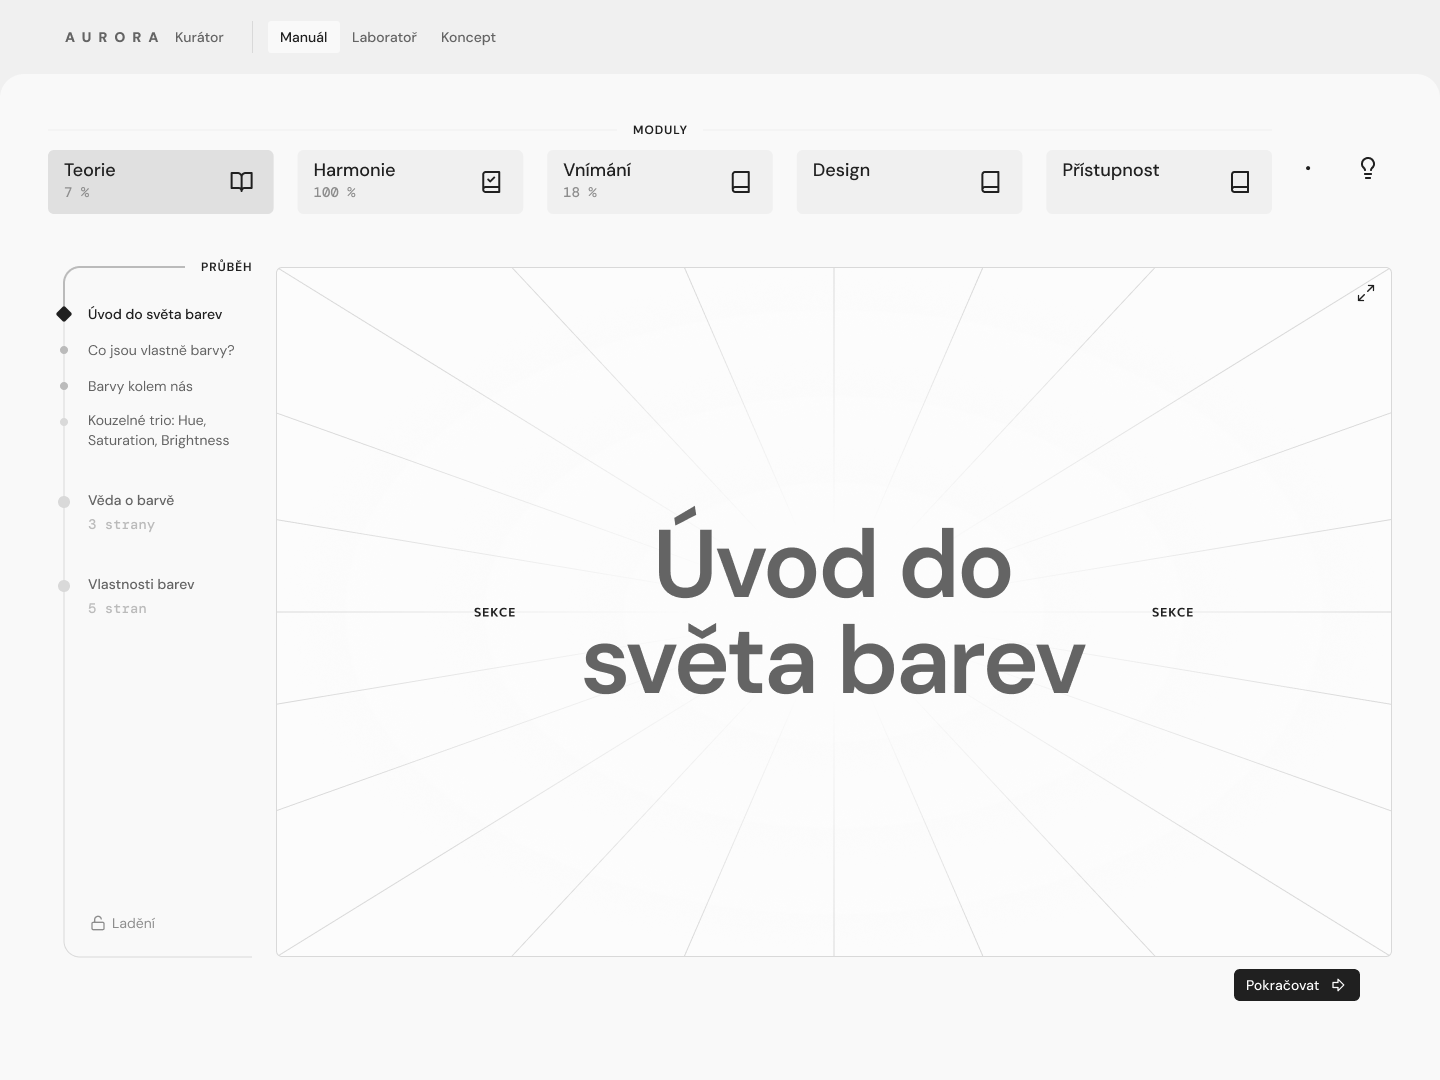 AURORA Kurátor Manuál Laboratoř Koncept
MODULY
Teorie
7 %
Harmonie
100 %
Vnímání
18 %
Design
Přístupnost
PRŮBĚH
Úvod do světa barev
Co jsou vlastně barvy?
Barvy kolem nás
Kouzelné trio: Hue,
Saturation, Brightness
Věda o barvě
3 strany
Vlastnosti barev
5 stran
Ladění
SEKCE
Úvod do
světa barev
SEKCE
Pokračovat